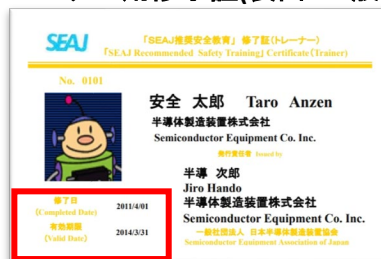 SEAJ
「SEAJ推奨安全教育」 修了証(トレーナー)
「SEAJ Recommended Safety Training」Certificate（Trainer）
No. 0101
安全 太郎 Taro Anzen
半導体製造装置株式会社
Semiconductor Equipment Co. Inc.
発行責任者 Issued by
半導 次郎
Jiro Hando
半導体製造装置株式会社
Semiconductor Equipment Co. Inc.
一般社団法人 日本半導体製造装置協会
Semiconductor Equipment Association of Japan
修了日
(Completed Date)
2011/4/01
有効期限
(Valid Date)
2014/3/31